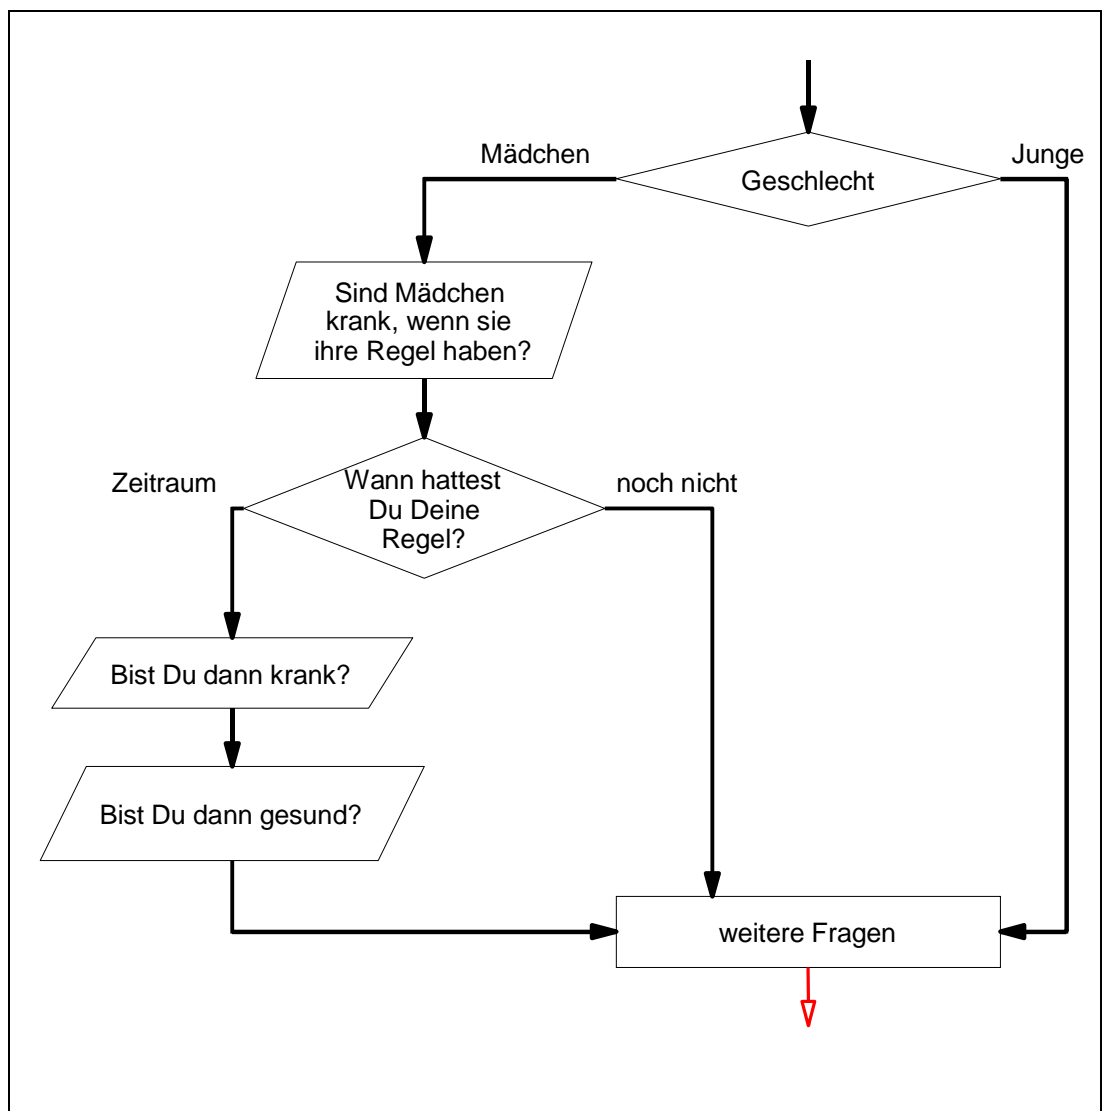 Mädchen
Junge
Geschlecht
Sind Mädchen
krank, wenn sie
ihre Regel haben?
Zeitraum
Wann hattest
Du Deine
Regel?
noch nicht
Bist Du dann krank?
Bist Du dann gesund?
weitere Fragen